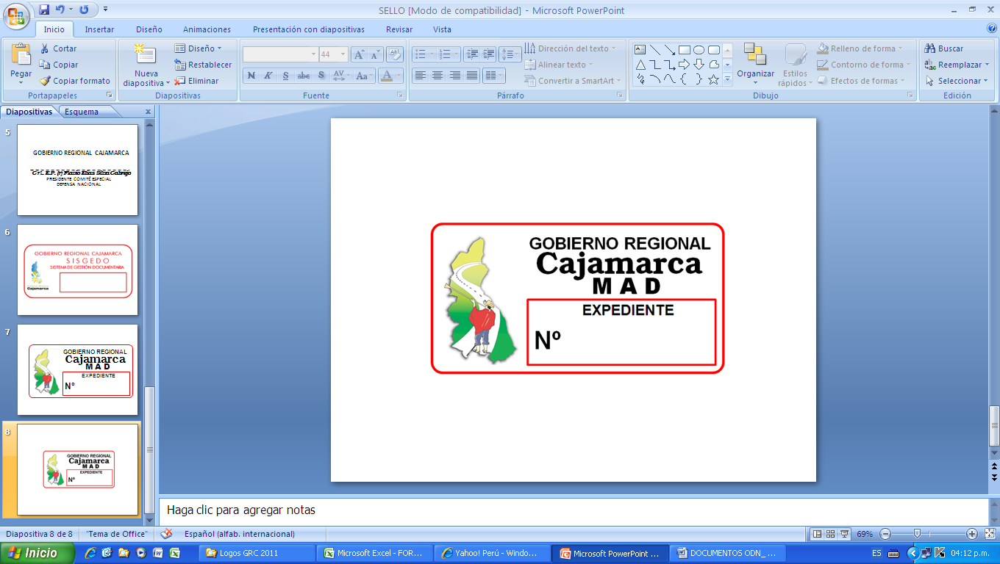 SELLO [Modo de compatibilidad] - Microsoft PowerPoint
Inicio Insertar Diseño Animaciones Presentación con diapositivas Revisar Vista
Pegar
Cortar
Copiar
Copiar formato
Portapapeles
Nueva diapositiva
Diseño
Restablecer
Eliminar
Diapositivas
44
N K S abc S AV Aa A
Fuente
Dirección del texto
Alinear texto
Convertir a SmartArt
Párrafo
Organizar
Estilos rápidos
Relleno de forma
Contorno de forma
Efectos de formas
Dibujo
Buscar
Reemplazar
Seleccionar
Edición
Diapositivas Esquema x
5
GOBIERNO REGIONAL CAJAMARCA
PRESIDENTE COMITÉ ESPECIAL
DEFENSA NACIONAL
6
GOBIERNO REGIONAL CAJAMARCA
SISGEDO
SISTEMA DE GESTIÓN DOCUMENTARIA
Cajamarca
7
GOBIERNO REGIONAL
Cajamarca
M A D
EXPEDIENTE
Nº
8
GOBIERNO REGIONAL
Cajamarca
M A D
EXPEDIENTE
Nº
GOBIERNO REGIONAL
Cajamarca
M A D
EXPEDIENTE
Nº
Haga clic para agregar notas
Diapositiva 8 de 8 "Tema de Office" Español (alfab. internacional) 69%
Inicio Logos GRC 2011 Microsoft Excel - FOR... Yahoo! Perú - Windo... Microsoft PowerPoint ... DOCUMENTOS ODN_ ... ES 04:12 p.m.